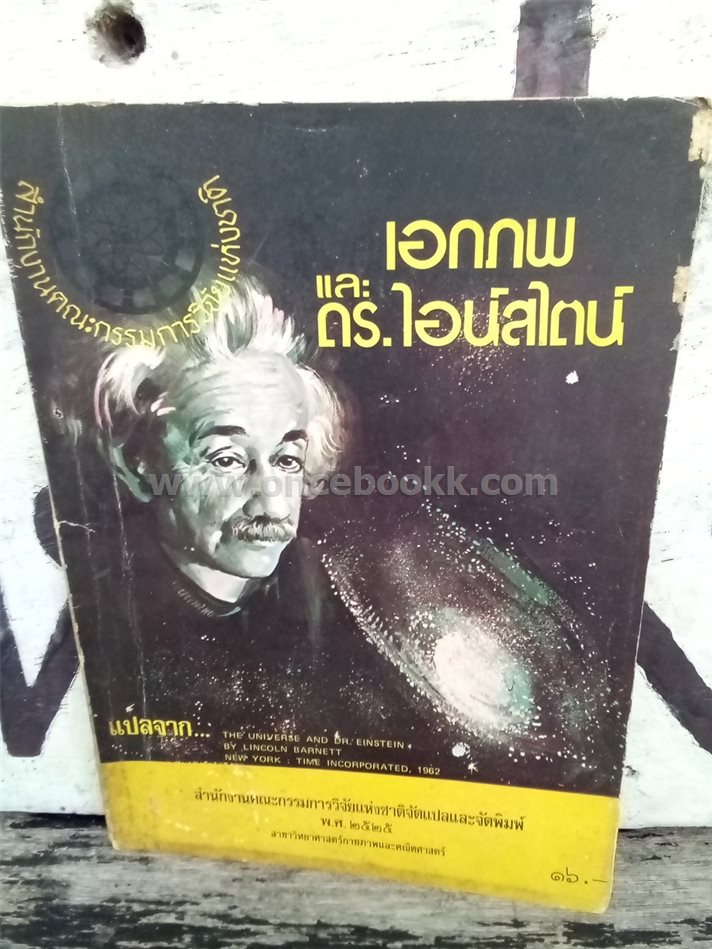 สำนักงานคณะกรรมการวิจัยแห่งชาติ
เอกภพ
และ
ดร.ไอน์สไตน์
www.oncebookk.com
แปลจาก...
THE UNIVERSE AND DR. EINSTEIN
BY LINCOLN BARNETT
NEW YORK : TIME INCORPORATED, 1962
สำนักงานคณะกรรมการวิจัยแห่งชาติจัดแปลและจัดพิมพ์
พ.ศ. ๒๕๒๕
สาขาวิทยาศาสตร์กายภาพและคณิตศาสตร์
๑๖.-